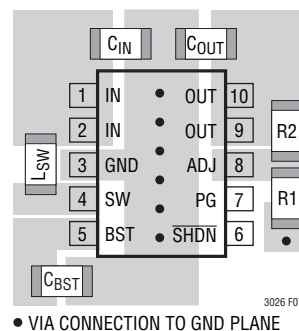 CIN COUT
1 IN OUT 10
2 IN OUT 9 R2
LSW 3 GND ADJ 8
4 SW PG 7 R1
5 BST SHDN 6
CBST
3026 F0
• VIA CONNECTION TO GND PLANE